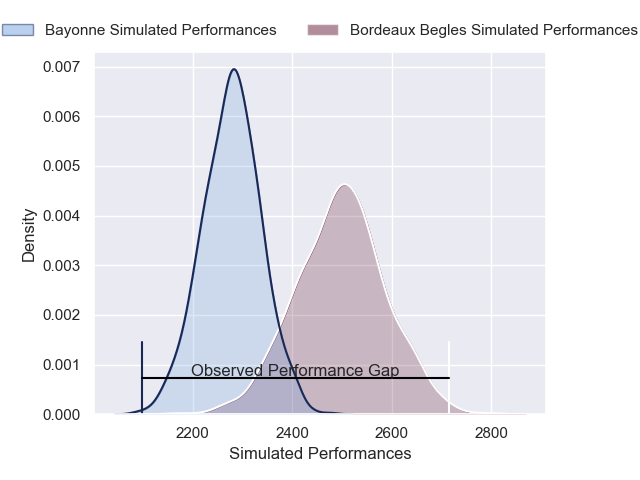 Bayonne Simulated Performances
Bordeaux Begles Simulated Performances
0.007
0.006
0.005
0.004
0.003
0.002
0.001
0.000
Density
Observed Performance Gap
2200
2400
2600
2800
Simulated Performances